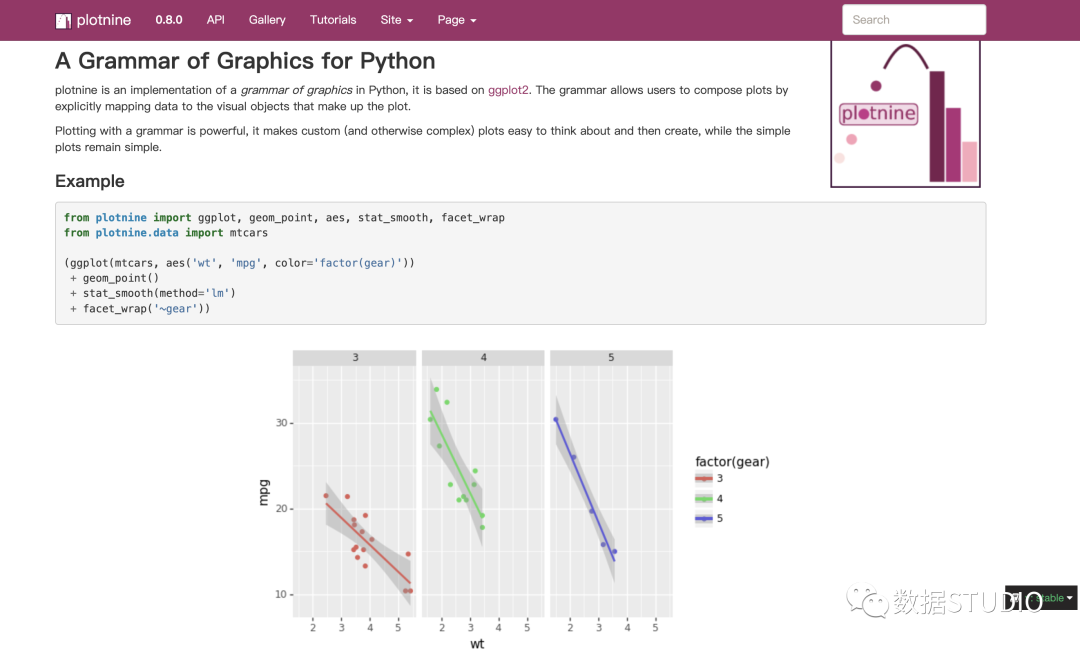 plotnine 0.8.0 API Gallery Tutorials Site Page Search
A Grammar of Graphics for Python
plotnine is an implementation of a grammar of graphics in Python, it is based on ggplot2. The grammar allows users to compose plots by
explicitly mapping data to the visual objects that make up the plot.
Plotting with a grammar is powerful, it makes custom (and otherwise complex) plots easy to think about and then create, while the simple
plots remain simple.
plotnine
Example
from plotnine import ggplot, geom_point, aes, stat_smooth, facet_wrap
from plotnine.data import mtcars
(ggplot(mtcars, aes('wt', 'mpg', color='factor(gear)'))
+ geom_point()
+ stat_smooth(method='lm')
+ facet_wrap('~gear'))
3 4 5
30
20
10
mpg
2 3 4 5 2 3 4 5 2 3 4 5
wt
factor(gear)
3
4
5
数据STUDIO
stable